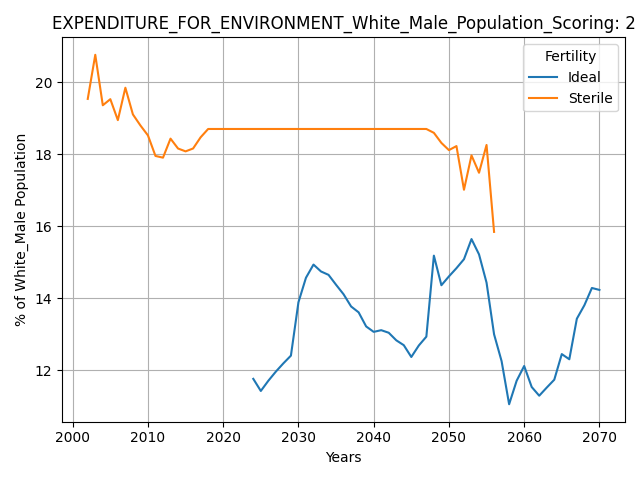 EXPENDITURE_FOR_ENVIRONMENT_White_Male_Population_Scoring: 2
Fertility
Ideal
Sterile
% of White_Male Population
20
18
16
14
12
2000 2010 2020 2030 2040 2050 2060 2070
Years